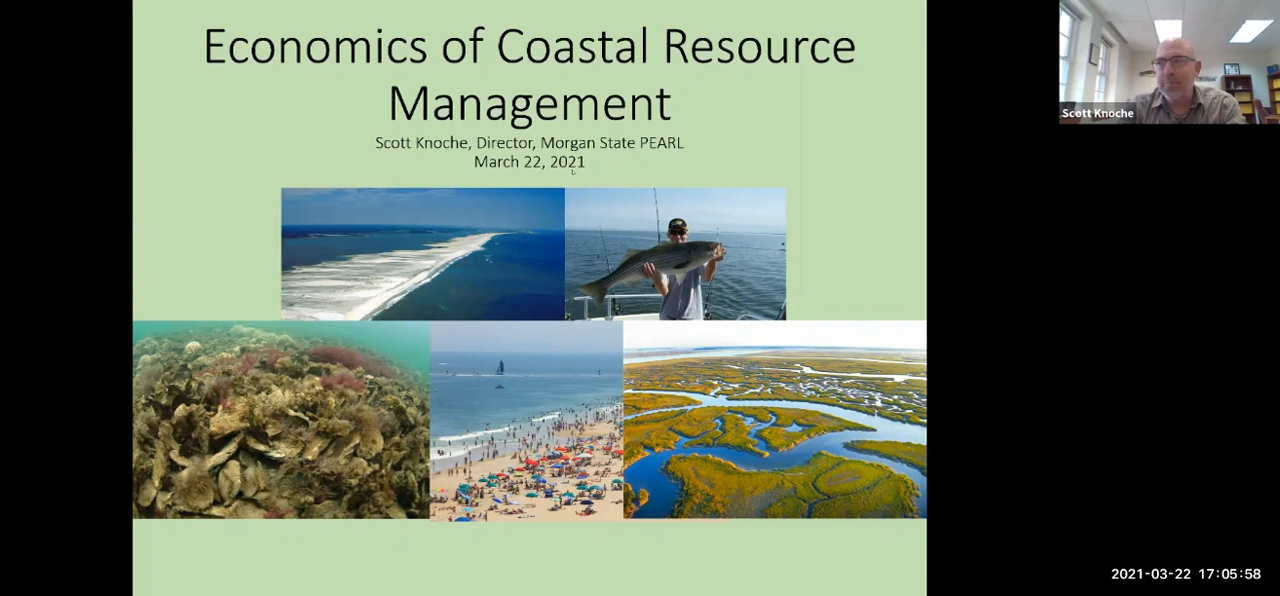 Economics of Coastal Resource
Management
Scott Knoche, Director, Morgan State PEARL
March 22, 2021
Scott Knoche
2021-03-22 17:05:58